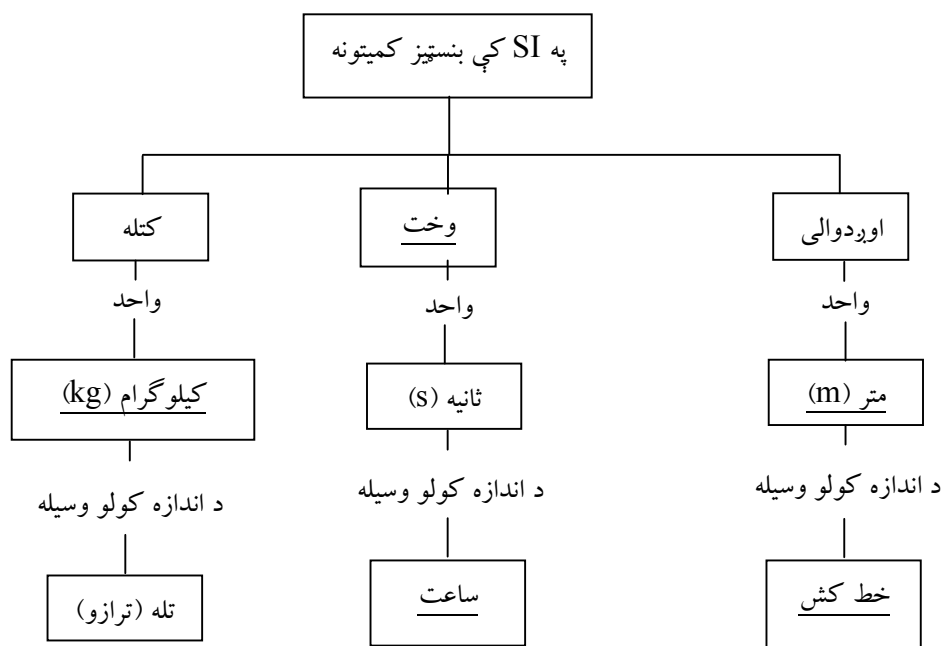 په SI کې بنسټيز کميتونه
اوږدوالی
وخت
کتله
واحد
واحد
واحد
متر (m)
ثانيه (s)
کيلوگرام (kg)
د اندازه کولو وسيله
د اندازه کولو وسيله
د اندازه کولو وسيله
خط کش
ساعت
تله (ترازو)